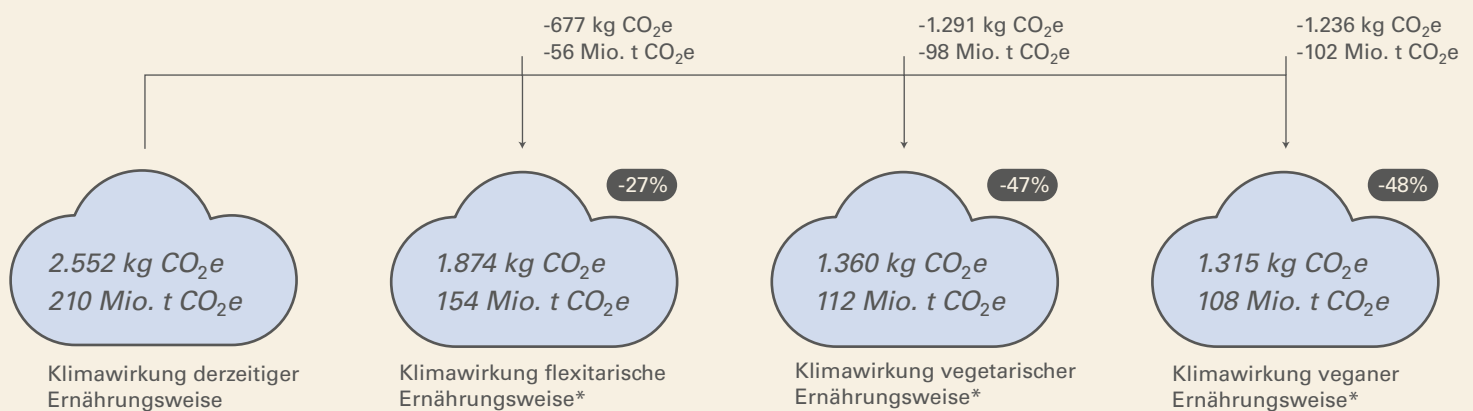 -677 kg CO₂e
-56 Mio. t CO₂e
-1.291 kg CO₂e
-98 Mio. t CO₂e
-1.236 kg CO₂e
-102 Mio. t CO₂e
-27%
-47%
-48%
2.552 kg CO₂e
210 Mio. t CO₂e
1.874 kg CO₂e
154 Mio. t CO₂e
1.360 kg CO₂e
112 Mio. t CO₂e
1.315 kg CO₂e
108 Mio. t CO₂e
Klimawirkung derzeitiger
Ernährungsweise
Klimawirkung flexitarische
Ernährungsweise*
Klimawirkung vegetarischer
Ernährungsweise*
Klimawirkung veganer
Ernährungsweise*